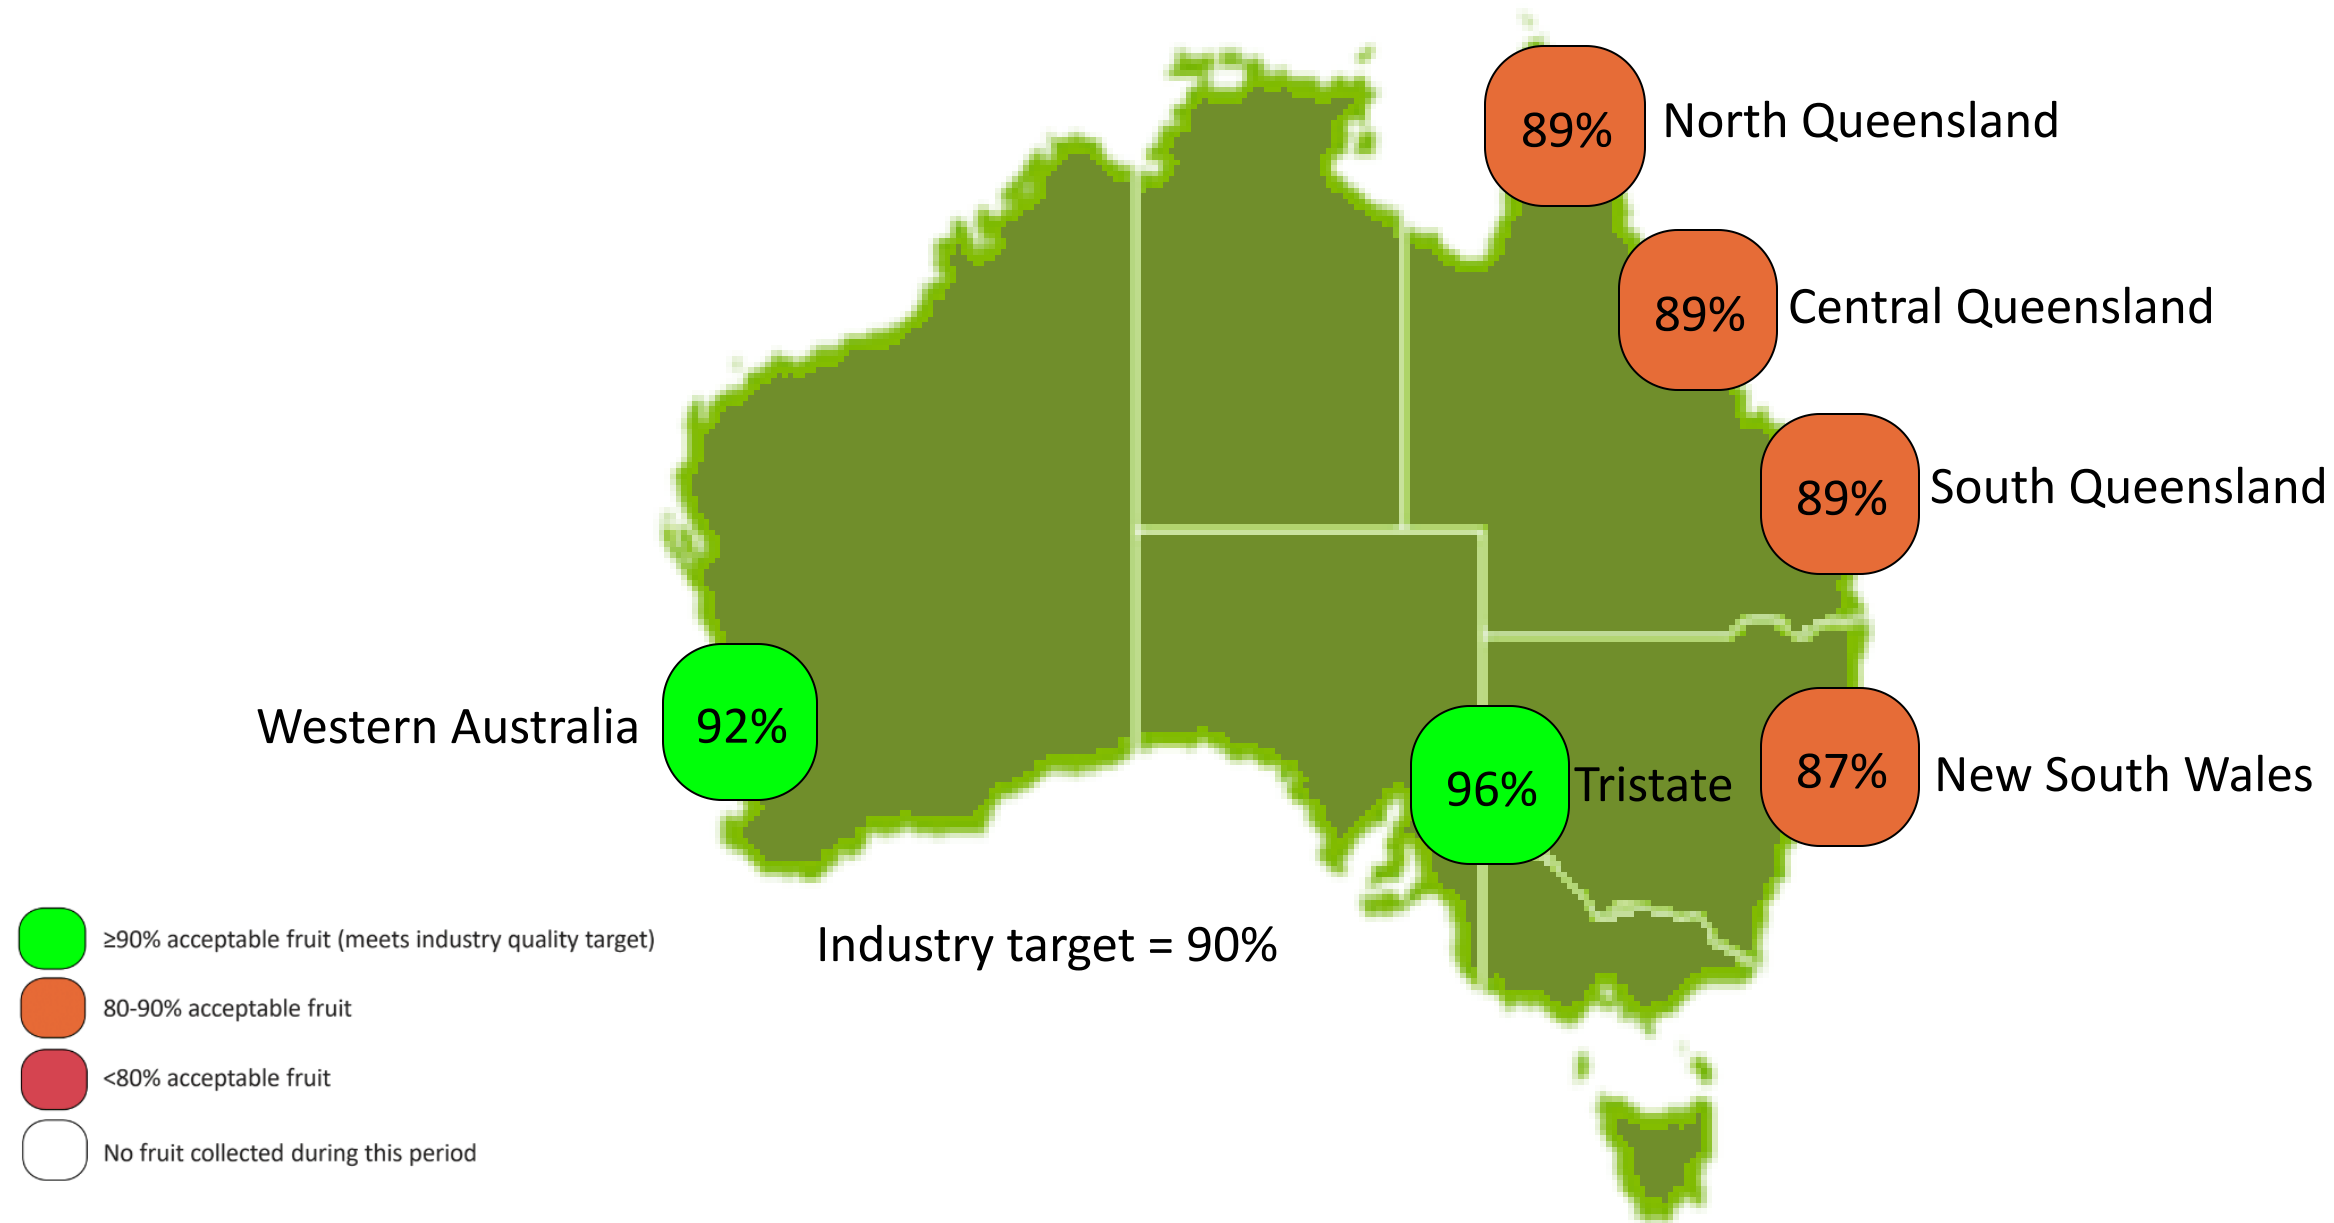 89% North Queensland
89% Central Queensland
89% South Queensland
Western Australia 92%
96% Tristate
87% New South Wales
Industry target = 90%
≥90% acceptable fruit (meets industry quality target)
80-90% acceptable fruit
<80% acceptable fruit
No fruit collected during this period